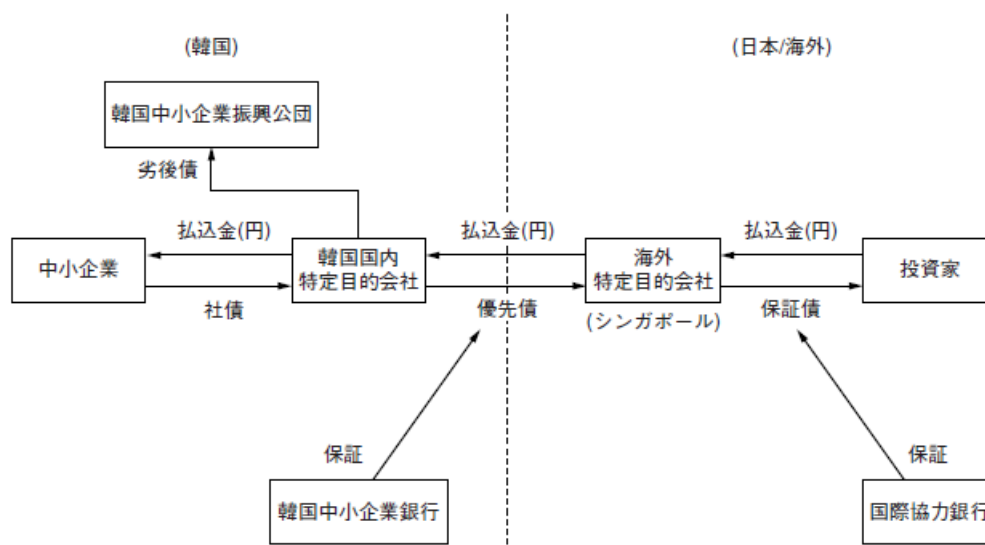 (韓国)
(日本/海外)
韓国中小企業振興公団
劣後債
払込金(円)
払込金(円)
払込金(円)
中小企業
韓国国内
特定目的会社
海外
特定目的会社
投資家
社債
優先債
(シンガポール)
保証債
保証
保証
韓国中小企業銀行
国際協力銀行